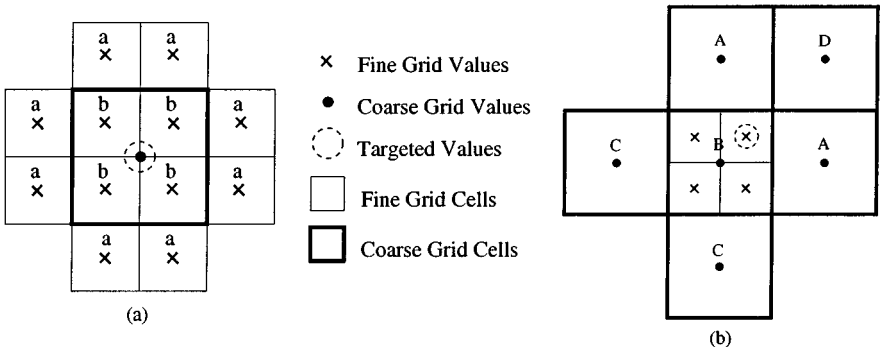 a a
a b b a
a b b a
a a
(a)
Fine Grid Values
Coarse Grid Values
Targeted Values
Fine Grid Cells
Coarse Grid Cells
A D
C B A
C
(b)